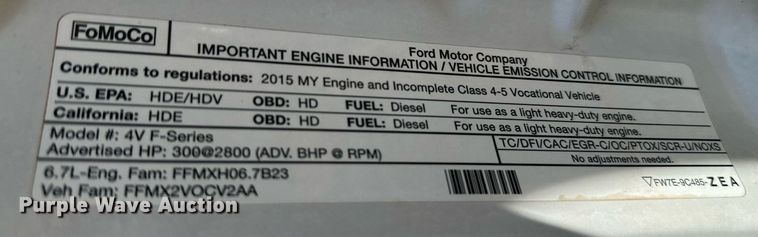 FoMoCo
Ford Motor Company
IMPORTANT ENGINE INFORMATION / VEHICLE EMISSION CONTROL INFORMATION
Conforms to regulations: 2015 MY Engine and Incomplete Class 4-5 Vocational Vehicle
U.S. EPA: HDE/HDV OBD: HD FUEL: Diesel For use as a light heavy-duty engine.
California: HDE OBD: HD FUEL: Diesel For use as a light heavy-duty engine.
Model #: 4V F-Series
Advertised HP: 300@2800 (ADV. BHP @ RPM)
TC/DFI/CAC/EGR-C/OC/PTOX/SCR-U/NOXS
No adjustments needed.
6.7L-Eng. Fam: FFMXH06.7B23
Veh Fam: FFMX2VOCV2AA
▽FW7E-9C485-ZEA
Purple Wave Auction